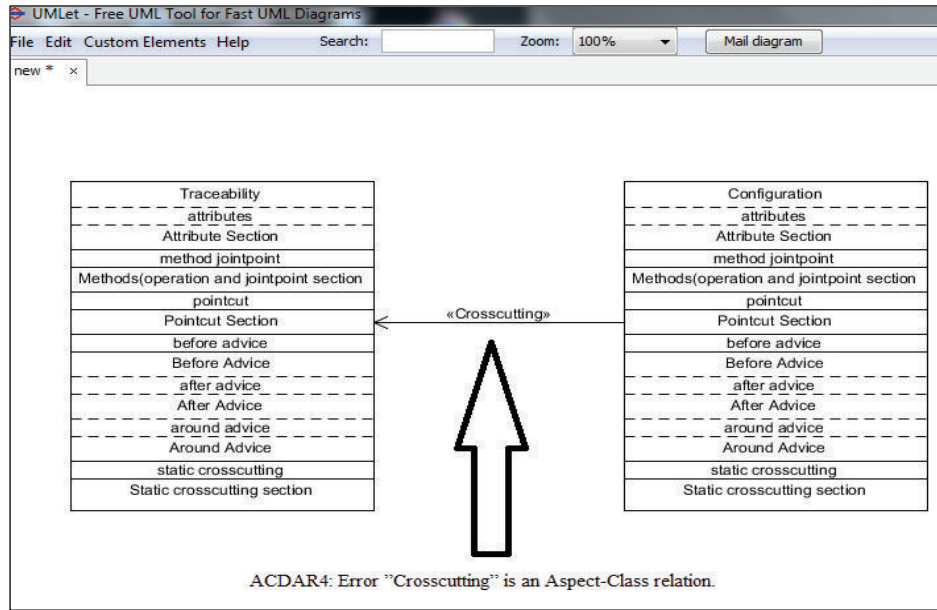 UMLet - Free UML Tool for Fast UML Diagrams
File Edit Custom Elements Help Search: Zoom: 100% Mail diagram
new * ×
Traceability
attributes
Attribute Section
method jointpoint
Methods(operation and jointpoint section
pointcut
Pointcut Section
before advice
Before Advice
after advice
After Advice
around advice
Around Advice
static crosscutting
Static crosscutting section
«Crosscutting»
Configuration
attributes
Attribute Section
method jointpoint
Methods(operation and jointpoint section
pointcut
Pointcut Section
before advice
Before Advice
after advice
After Advice
around advice
Around Advice
static crosscutting
Static crosscutting section
ACDAR4: Error ”Crosscutting” is an Aspect-Class relation.